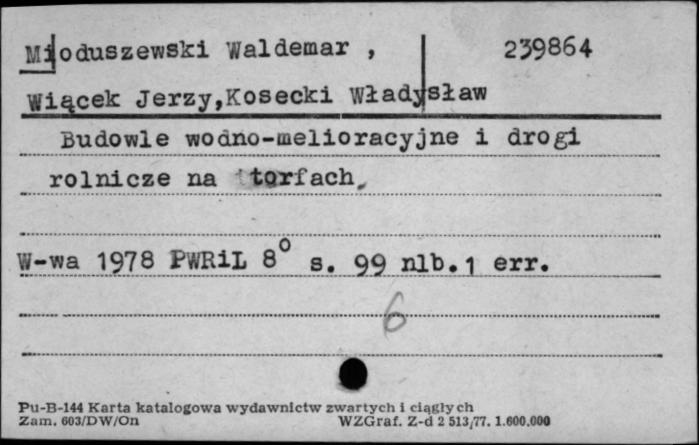 Mioduszewski Waldemar , 239864
Wiącek Jerzy,Kosecki Władysław
Budowle wodno-melioracyjne i drogi
rolnicze na torfach.
W-wa 1978 PWRiL 8° s. 99 nlb.1 err.
6
Pu-B-144 Karta katalogowa wydawnictw zwartych i ciągłych
Zam. 603/DW/On WZGraf. Z-d 2 513/77. 1.600.000